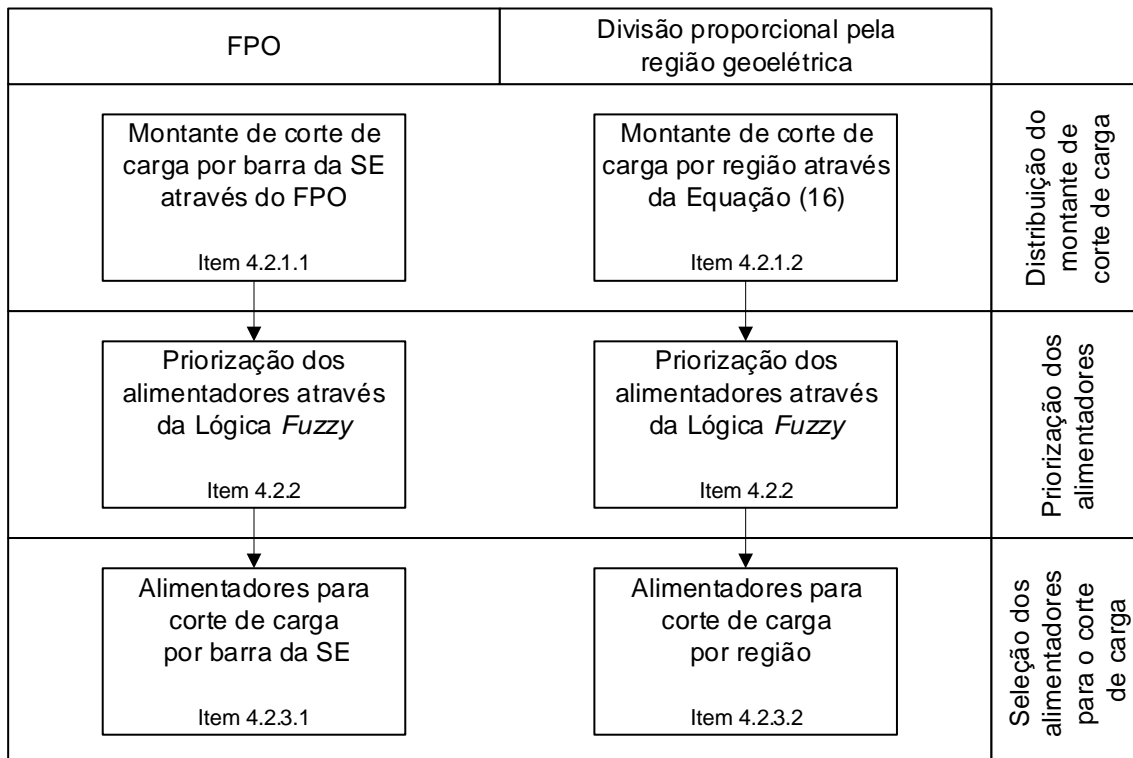 FPO
Divisão proporcional pela
região geoelétrica
Montante de corte de
carga por barra da SE
através do FPO
Item 4.2.1.1
Montante de corte de
carga por região através
da Equação (16)
Item 4.2.1.2
Distribuição do
montante de
corte de carga
Priorização dos
alimentadores através
da Lógica Fuzzy
Item 4.2.2
Priorização dos
alimentadores através
da Lógica Fuzzy
Item 4.2.2
Priorização dos
alimentadores
Alimentadores para
corte de carga
por barra da SE
Item 4.2.3.1
Alimentadores para
corte de carga
por região
Item 4.2.3.2
Seleção dos
alimentadores
para o corte
de carga